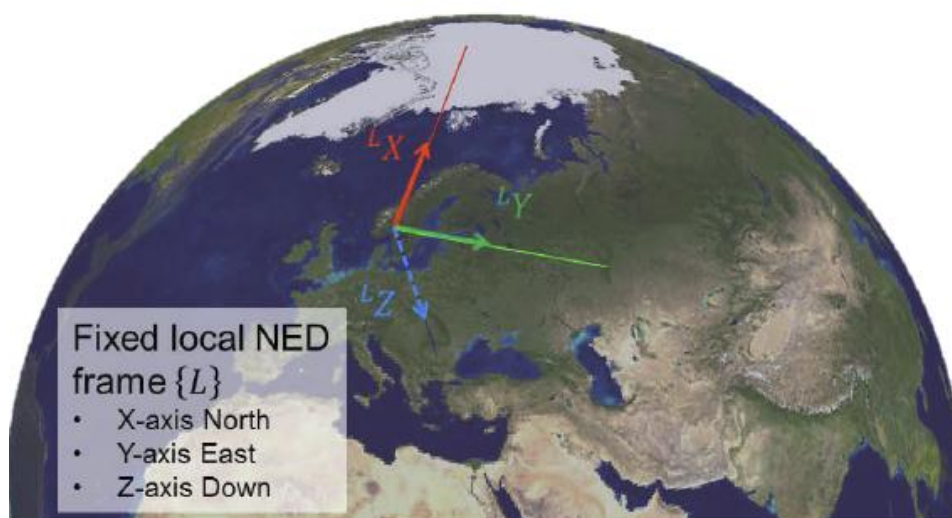 ᴸX
ᴸY
ᴸZ
Fixed local NED
frame {L}
• X-axis North
• Y-axis East
• Z-axis Down